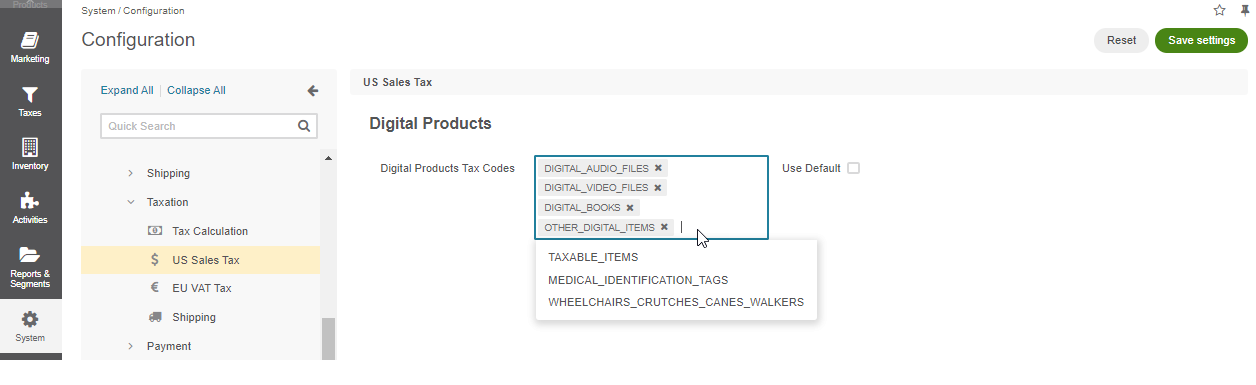 Products
System / Configuration
Configuration
Reset
Save settings
Marketing
Taxes
Inventory
Activities
Reports &
Segments
System
Expand All | Collapse All
Quick Search
Shipping
Taxation
Tax Calculation
US Sales Tax
EU VAT Tax
Shipping
Payment
US Sales Tax
Digital Products
Digital Products Tax Codes
DIGITAL_AUDIO_FILES
DIGITAL_VIDEO_FILES
DIGITAL_BOOKS
OTHER_DIGITAL_ITEMS
Use Default
TAXABLE_ITEMS
MEDICAL_IDENTIFICATION_TAGS
WHEELCHAIRS_CRUTCHES_CANES_WALKERS